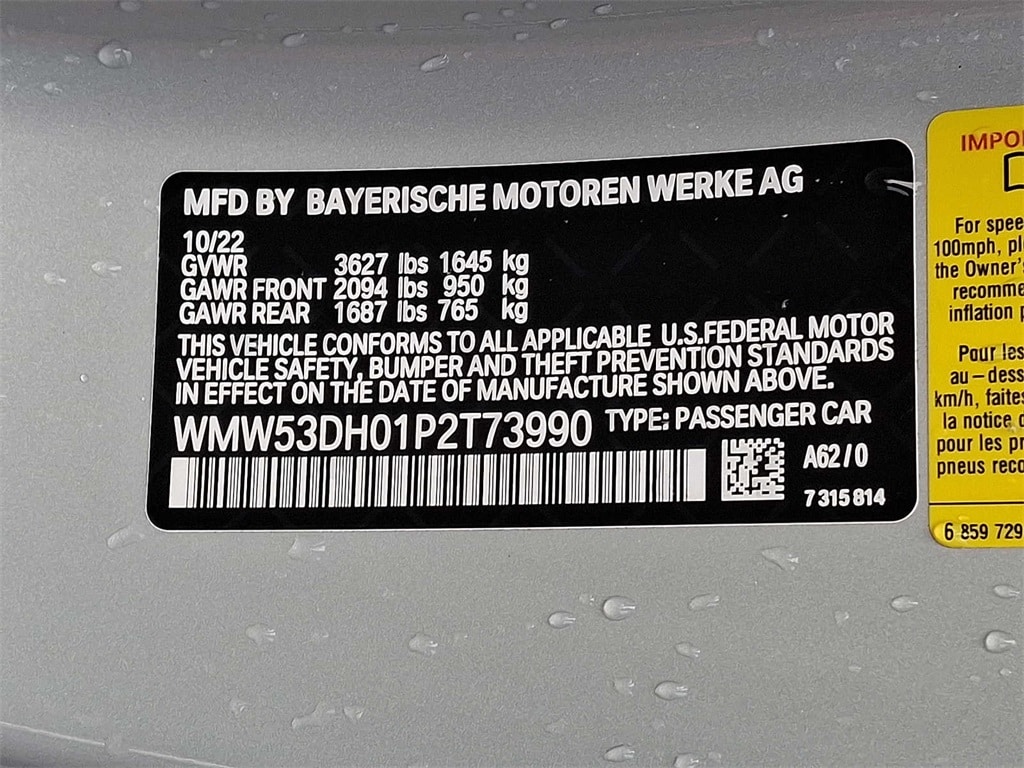 MFD BY BAYERISCHE MOTOREN WERKE AG
10/22
GVWR 3627 lbs 1645 kg
GAWR FRONT 2094 lbs 950 kg
GAWR REAR 1687 lbs 765 kg
THIS VEHICLE CONFORMS TO ALL APPLICABLE U.S.FEDERAL MOTOR
VEHICLE SAFETY, BUMPER AND THEFT PREVENTION STANDARDS
IN EFFECT ON THE DATE OF MANUFACTURE SHOWN ABOVE.
WMW53DH01P2T73990 TYPE: PASSENGER CAR
A62/0
7315814
IMPO
For spee
100mph, pl
the Owner's
recomme
inflation p
Pour les
au-dess
km/h, faites
la notice
pour les pr
pneus reco
6 859 729